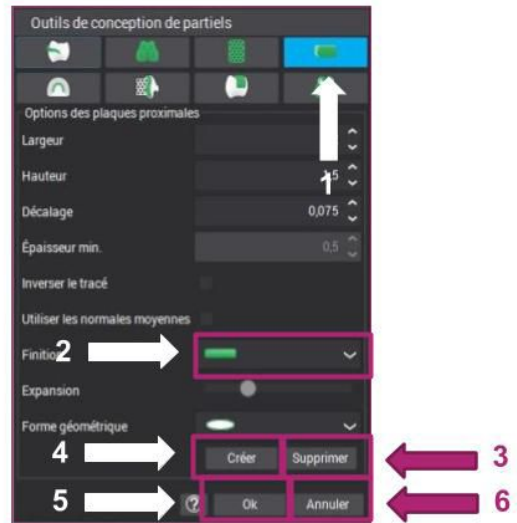 Outils de conception de partiels
Options des plaques proximales
Largeur
Hauteur
1
Décalage 0,075
Épaisseur min. 0,5
Inverser le tracé
Utiliser les normales moyennes
2
Expansion
Forme géométrique
4 Créer Supprimer 3
5 ? Ok Annuler 6